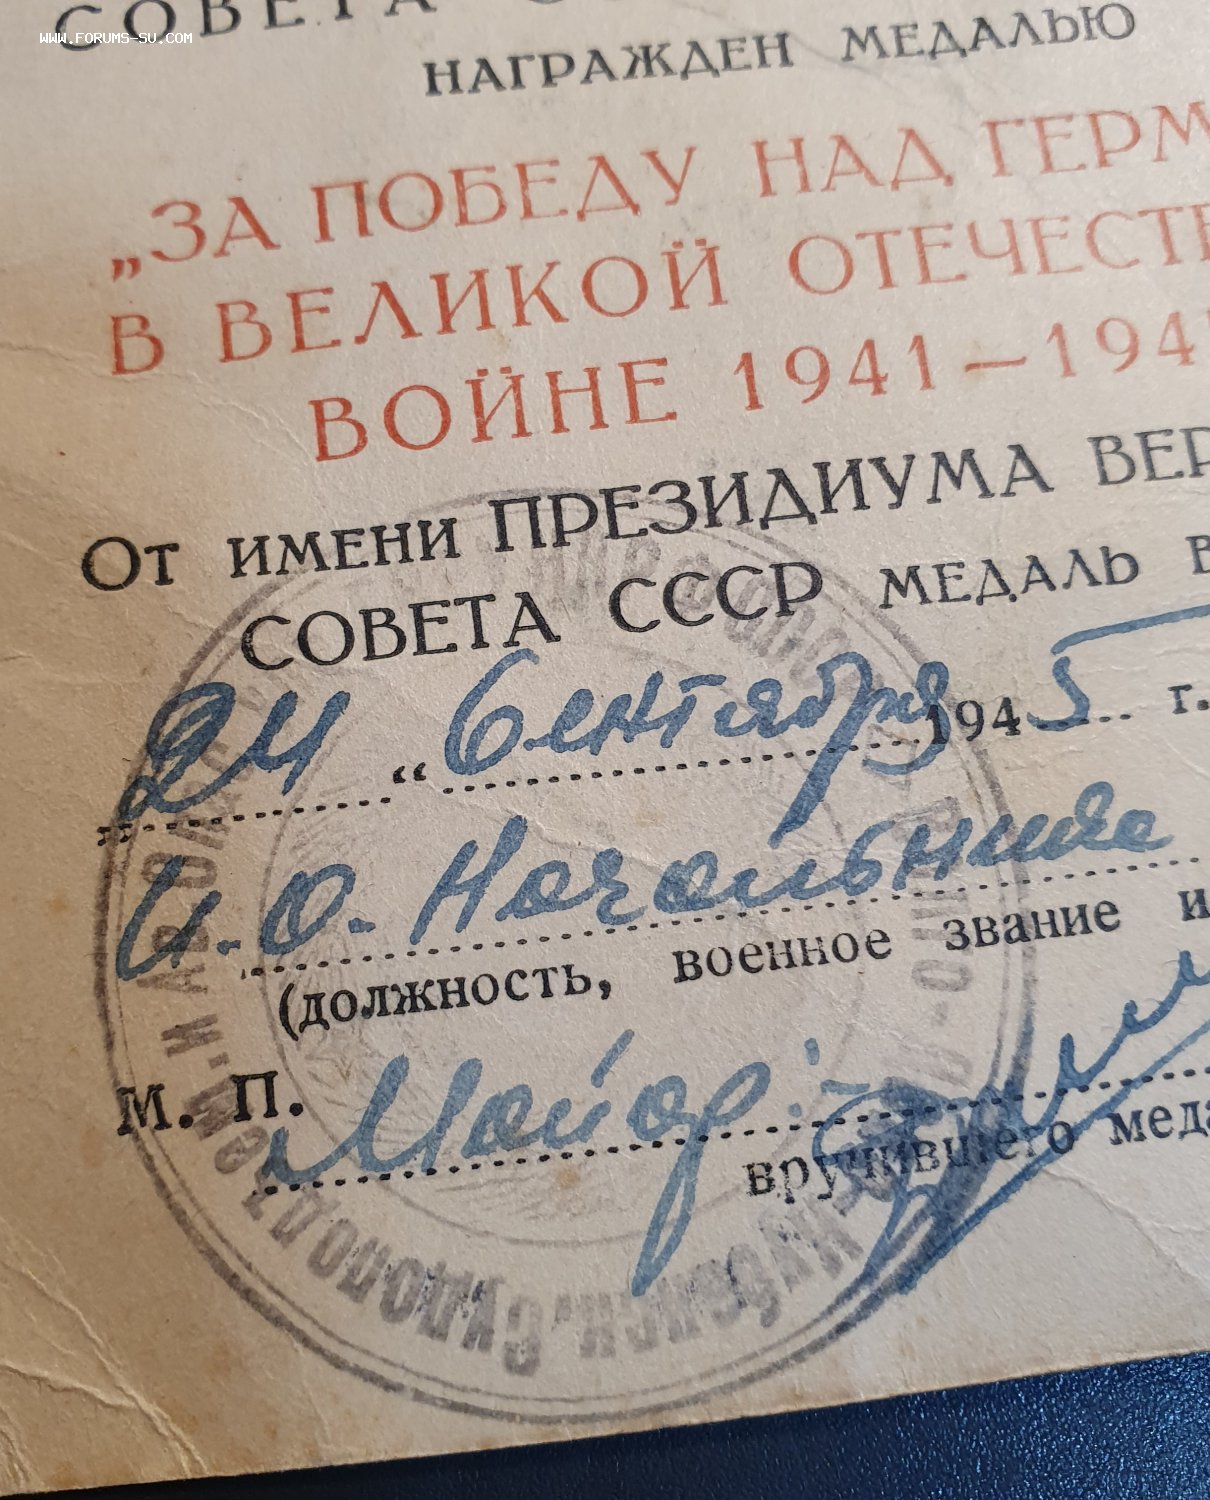 СОВЕТА
WWW.FORUMS-SU.COM
НАГРАЖДЕН МЕДАЛЬЮ
„ЗА ПОБЕДУ НАД ГЕРМ
В ВЕЛИКОЙ ОТЕЧЕСТВ
ВОЙНЕ 1941—194
От имени ПРЕЗИДИУМА ВЕР
СОВЕТА СССР МЕДАЛЬ В
„24“ Сентября 1945 г.
И.О. Начальника
(должность, военное звание и
М. П. Майор:-
вручившего меда